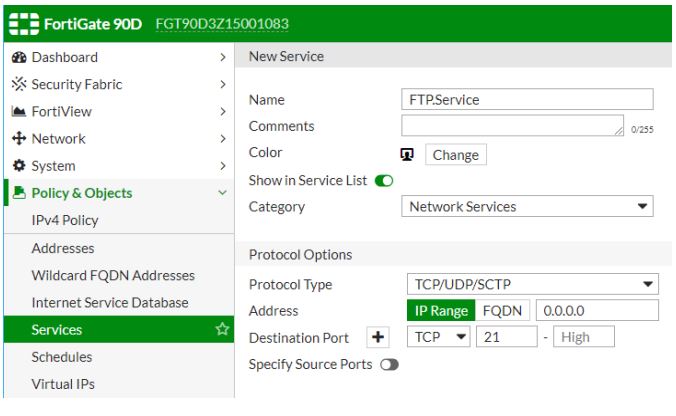 FortiGate 90D FGT90D3Z15001083
Dashboard
Security Fabric
FortiView
Network
System
Policy & Objects
IPv4 Policy
Addresses
Wildcard FQDN Addresses
Internet Service Database
Services
Schedules
Virtual IPs
New Service
Name FTP.Service
Comments 0/255
Color Change
Show in Service List
Category Network Services
Protocol Options
Protocol Type TCP/UDP/SCTP
Address IP Range FQDN 0.0.0.0
Destination Port TCP 21 - High
Specify Source Ports